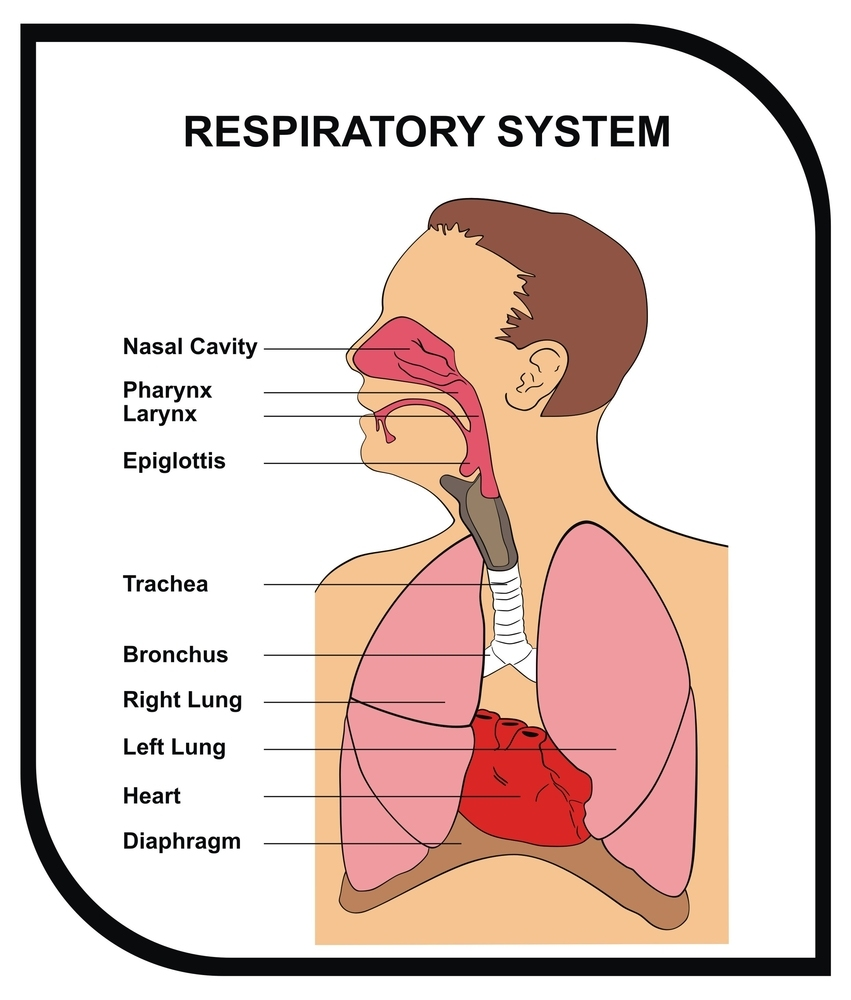 RESPIRATORY SYSTEM
Nasal Cavity
Pharynx
Larynx
Epiglottis
Trachea
Bronchus
Right Lung
Left Lung
Heart
Diaphragm